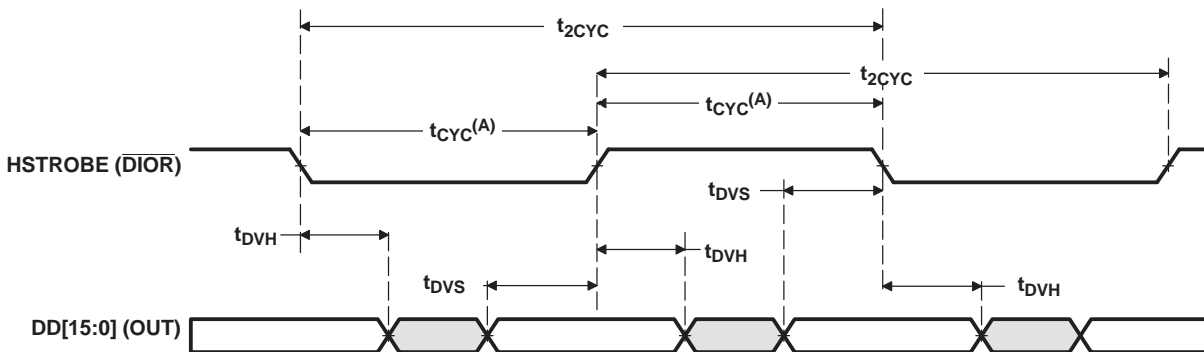 t2CYC
t2CYC
tCYC(A)
tCYC(A)
HSTROBE (DIOR)
tDVS
tDVH
tDVH
tDVS
tDVH
DD[15:0] (OUT)